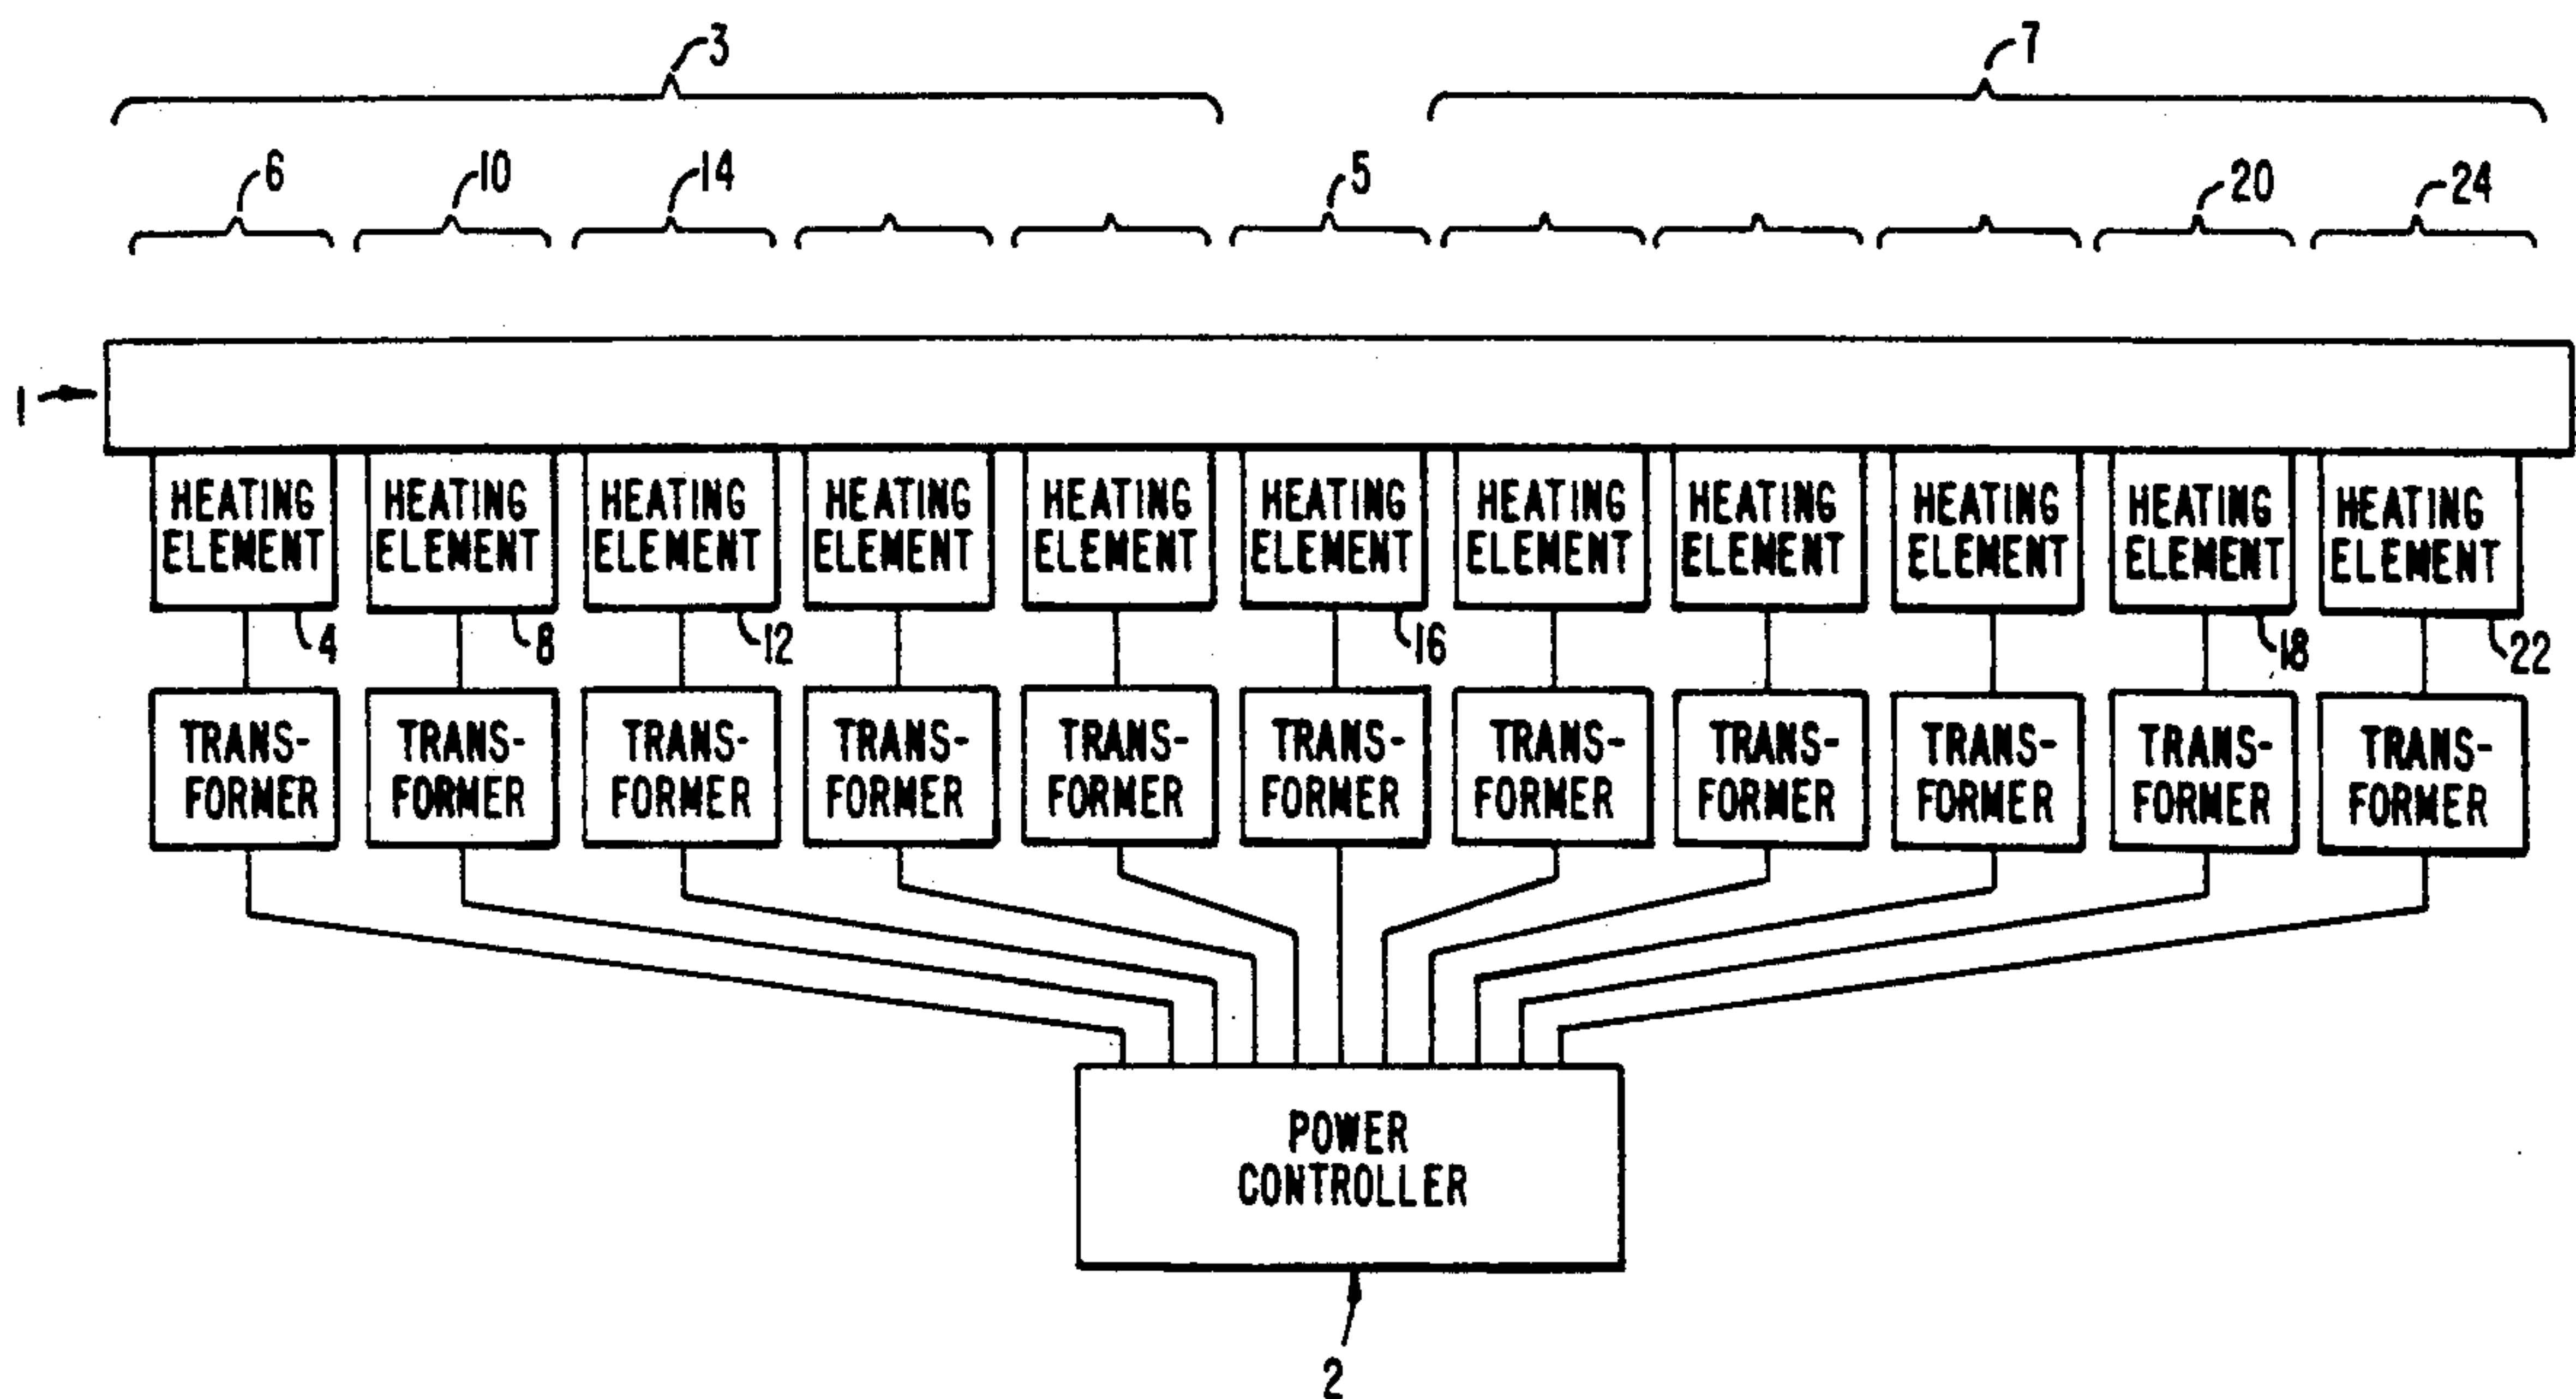 3 7
6 10 14 5 20 24
1
HEATING HEATING HEATING HEATING HEATING HEATING HEATING HEATING HEATING HEATING HEATING
ELEMENT ELEMENT ELEMENT ELEMENT ELEMENT ELEMENT ELEMENT ELEMENT ELEMENT ELEMENT ELEMENT
4 8 12 16 18 22
TRANS- TRANS- TRANS- TRANS- TRANS- TRANS- TRANS- TRANS- TRANS- TRANS- TRANS-
FORMER FORMER FORMER FORMER FORMER FORMER FORMER FORMER FORMER FORMER FORMER
POWER
CONTROLLER
2